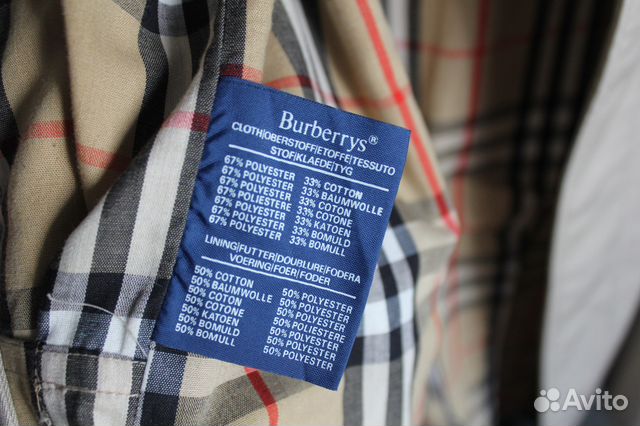 Burberrys®
CLOTH/OBERSTOFF/ETOFFE/TESSUTO
STOF/KLAEDE/TYG
67% POLYESTER 33% COTTON
67% POLYESTER 33% BAUMWOLLE
67% POLYESTER 33% COTON
67% POLIESTERE 33% COTONE
67% POLYESTER 33% KATOEN
67% POLYESTER 33% BOMULD
67% POLYESTER 33% BOMULL
LINING/FUTTER/DOUBLURE/FODERA
VOERING/FOER/FODER
50% COTTON 50% POLYESTER
50% BAUMWOLLE 50% POLYESTER
50% COTON 50% POLYESTER
50% COTONE 50% POLIESTERE
50% KATOEN 50% POLYESTER
50% BOMULD 50% POLYESTER
50% BOMULL 50% POLYESTER
Avito